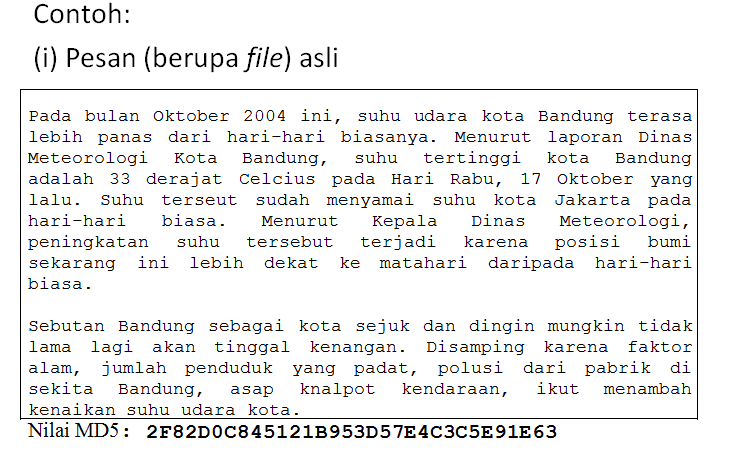 Contoh:
(i) Pesan (berupa file) asli
Pada bulan Oktober 2004 ini, suhu udara kota Bandung terasa
lebih panas dari hari-hari biasanya. Menurut laporan Dinas
Meteorologi Kota Bandung, suhu tertinggi kota Bandung
adalah 33 derajat Celcius pada Hari Rabu, 17 Oktober yang
lalu. Suhu terseut sudah menyamai suhu kota Jakarta pada
hari-hari biasa. Menurut Kepala Dinas Meteorologi,
peningkatan suhu tersebut terjadi karena posisi bumi
sekarang ini lebih dekat ke matahari daripada hari-hari
biasa.
Sebutan Bandung sebagai kota sejuk dan dingin mungkin tidak
lama lagi akan tinggal kenangan. Disamping karena faktor
alam, jumlah penduduk yang padat, polusi dari pabrik di
sekita Bandung, asap knalpot kendaraan, ikut menambah
kenaikan suhu udara kota.
Nilai MD5 : 2F82D0C845121B953D57E4C3C5E91E63